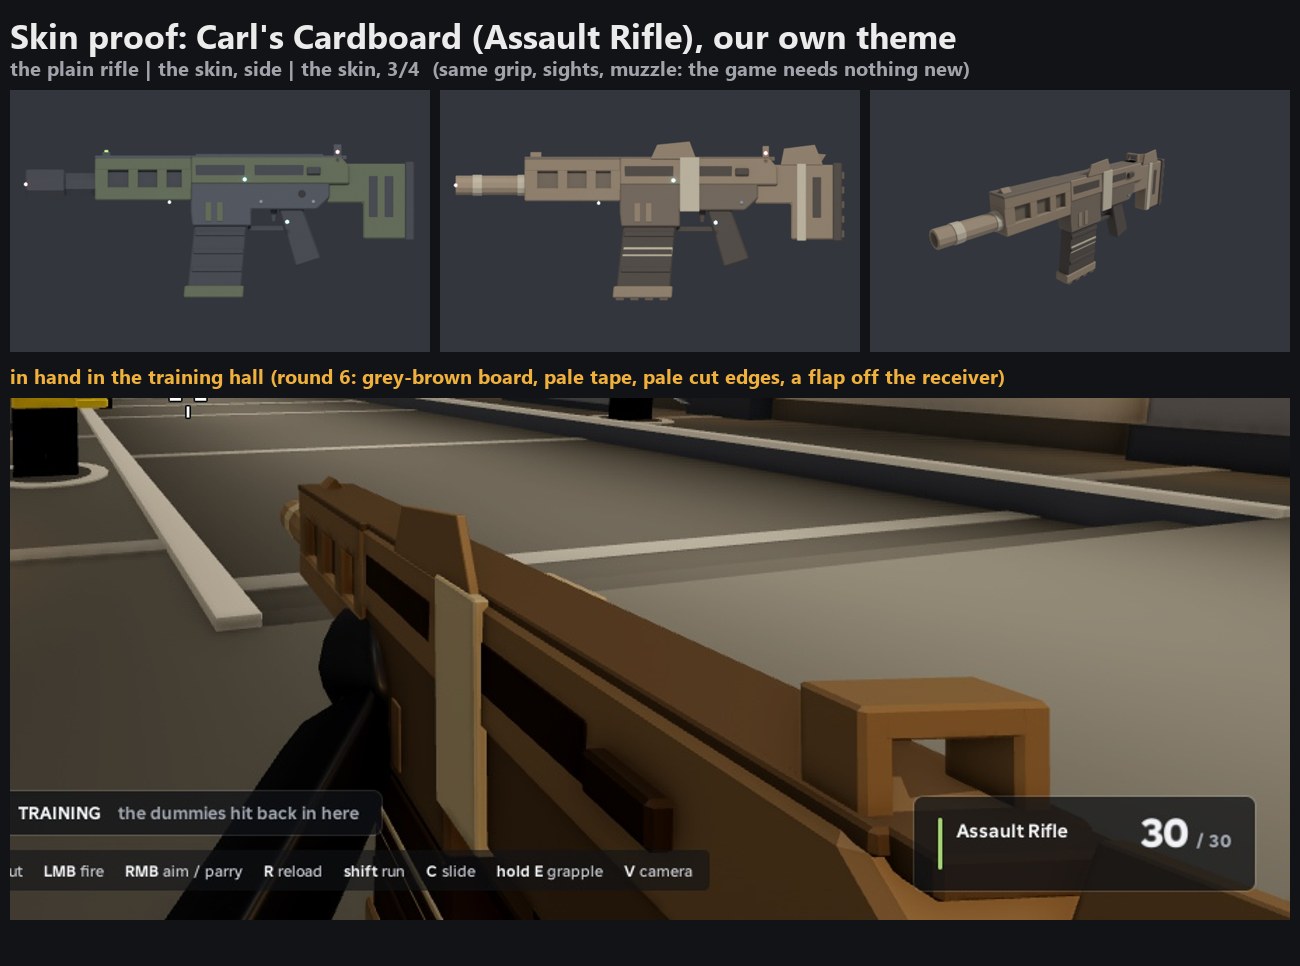 Skin proof: Carl's Cardboard (Assault Rifle), our own theme
the plain rifle | the skin, side | the skin, 3/4 (same grip, sights, muzzle: the game needs nothing new)
in hand in the training hall (round 6: grey-brown board, pale tape, pale cut edges, a flap off the receiver)
TRAINING the dummies hit back in here
Assault Rifle 30 / 30
ut LMB fire RMB aim / parry R reload shift run C slide hold E grapple V camera